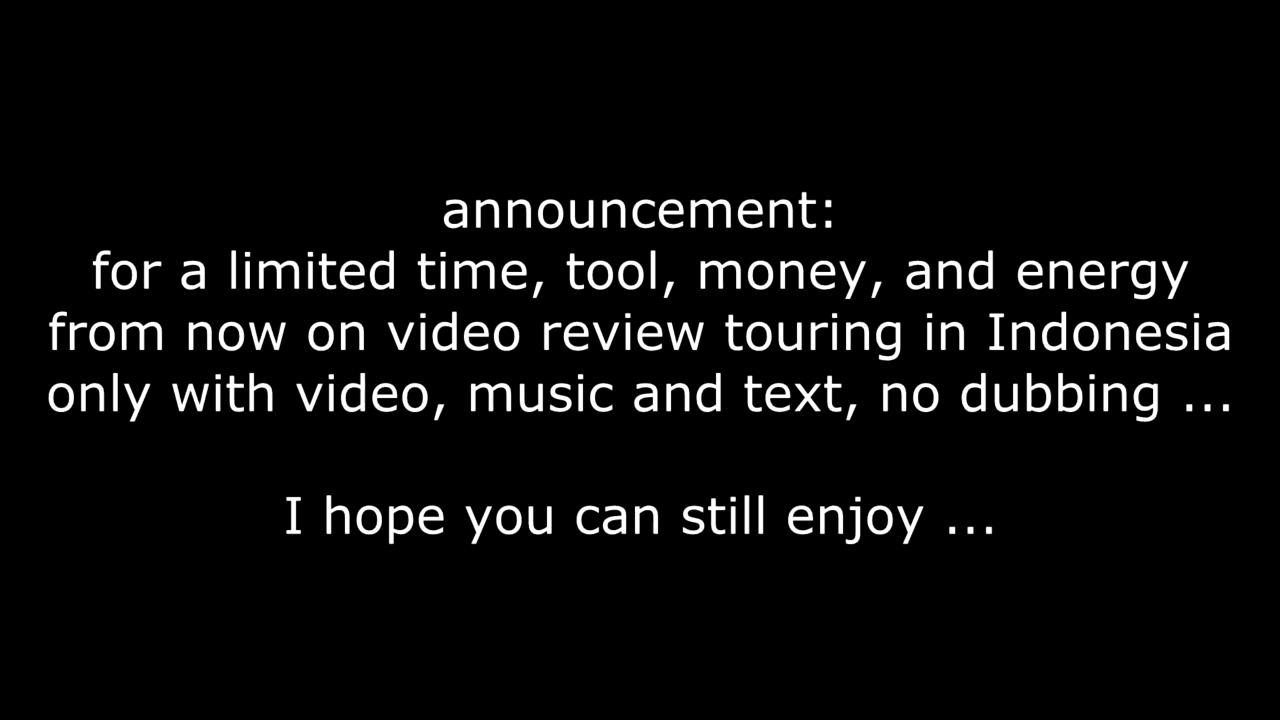 announcement:
for a limited time, tool, money, and energy
from now on video review touring in Indonesia
only with video, music and text, no dubbing ...
I hope you can still enjoy ...